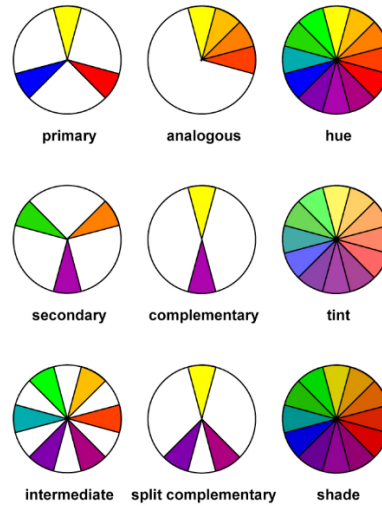 primary analogous hue
secondary complementary tint
intermediate split complementary shade